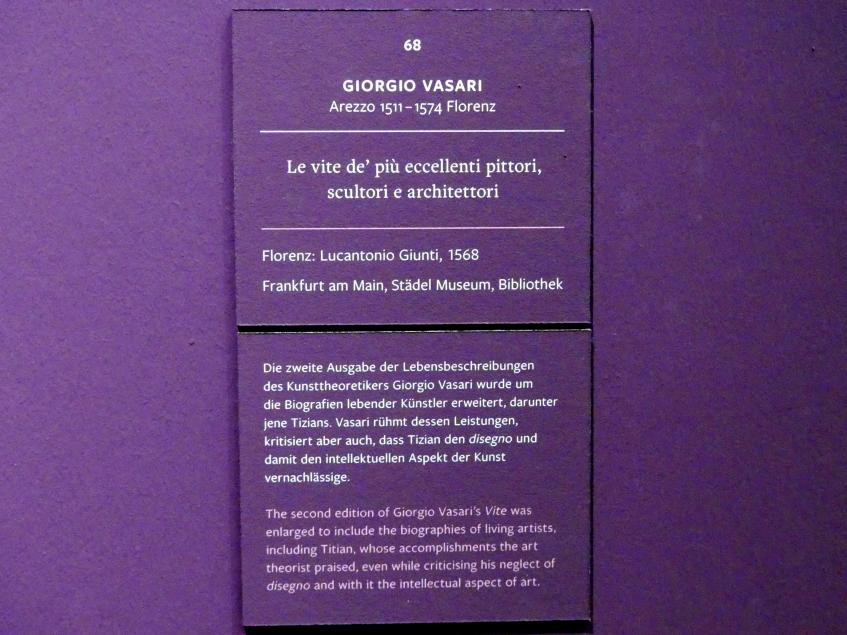 68
GIORGIO VASARI
Arezzo 1511–1574 Florenz
Le vite de’ più eccellenti pittori,
scultori e architettori
Florenz: Lucantonio Giunti, 1568
Frankfurt am Main, Städel Museum, Bibliothek
Die zweite Ausgabe der Lebensbeschreibungen
des Kunsttheoretikers Giorgio Vasari wurde um
die Biografien lebender Künstler erweitert, darunter
jene Tizians. Vasari rühmt dessen Leistungen,
kritisiert aber auch, dass Tizian den disegno und
damit den intellektuellen Aspekt der Kunst
vernachlässige.
The second edition of Giorgio Vasari’s Vite was
enlarged to include the biographies of living artists,
including Titian, whose accomplishments the art
theorist praised, even while criticising his neglect of
disegno and with it the intellectual aspect of art.